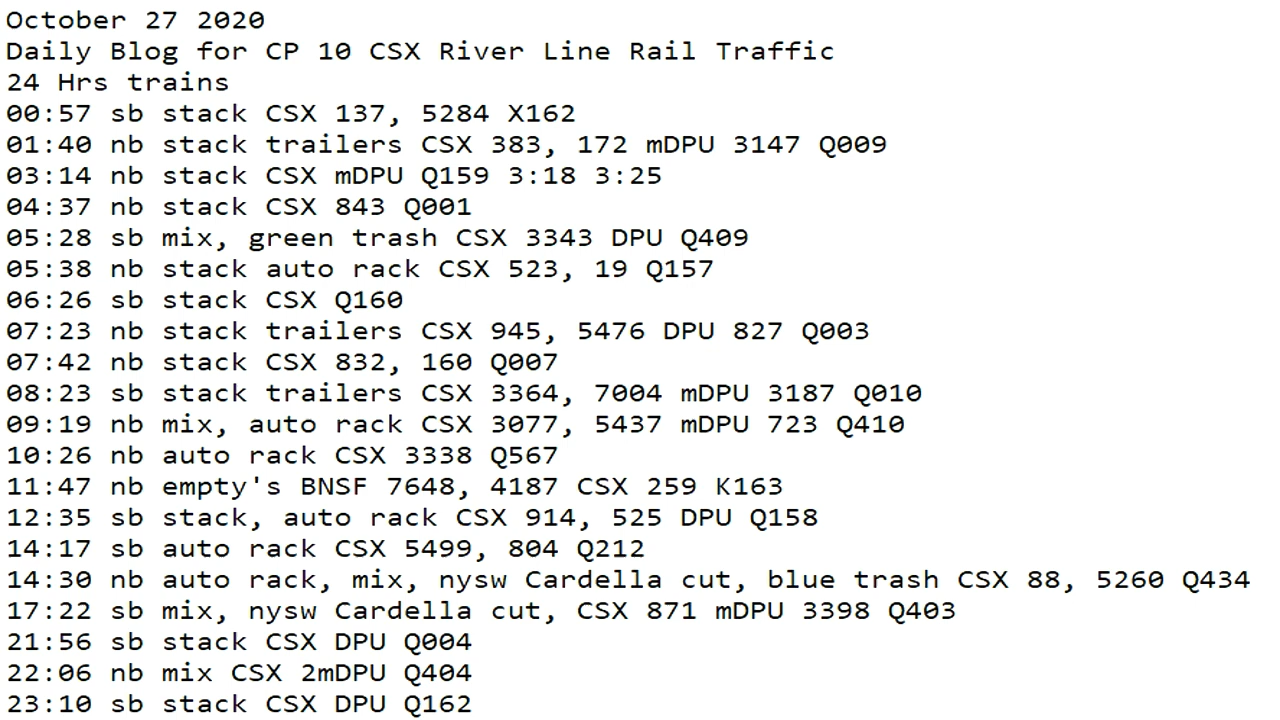 October 27 2020
Daily Blog for CP 10 CSX River Line Rail Traffic
24 Hrs trains
00:57 sb stack CSX 137, 5284 X162
01:40 nb stack trailers CSX 383, 172 mDPU 3147 Q009
03:14 nb stack CSX mDPU Q159 3:18 3:25
04:37 nb stack CSX 843 Q001
05:28 sb mix, green trash CSX 3343 DPU Q409
05:38 nb stack auto rack CSX 523, 19 Q157
06:26 sb stack CSX Q160
07:23 nb stack trailers CSX 945, 5476 DPU 827 Q003
07:42 nb stack CSX 832, 160 Q007
08:23 sb stack trailers CSX 3364, 7004 mDPU 3187 Q010
09:19 nb mix, auto rack CSX 3077, 5437 mDPU 723 Q410
10:26 nb auto rack CSX 3338 Q567
11:47 nb empty's BNSF 7648, 4187 CSX 259 K163
12:35 sb stack, auto rack CSX 914, 525 DPU Q158
14:17 sb auto rack CSX 5499, 804 Q212
14:30 nb auto rack, mix, nysw Cardella cut, blue trash CSX 88, 5260 Q434
17:22 sb mix, nysw Cardella cut, CSX 871 mDPU 3398 Q403
21:56 sb stack CSX DPU Q004
22:06 nb mix CSX 2mDPU Q404
23:10 sb stack CSX DPU Q162